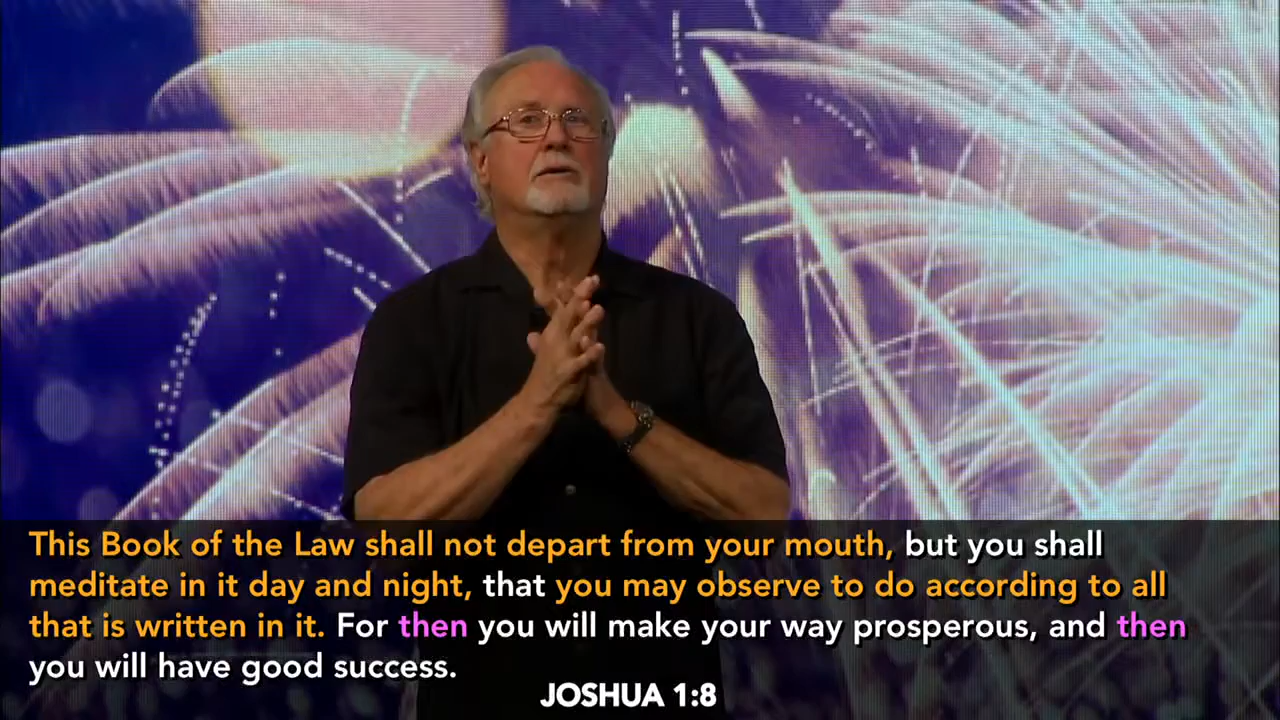 This Book of the Law shall not depart from your mouth, but you shall
meditate in it day and night, that you may observe to do according to all
that is written in it. For then you will make your way prosperous, and then
you will have good success.
JOSHUA 1:8